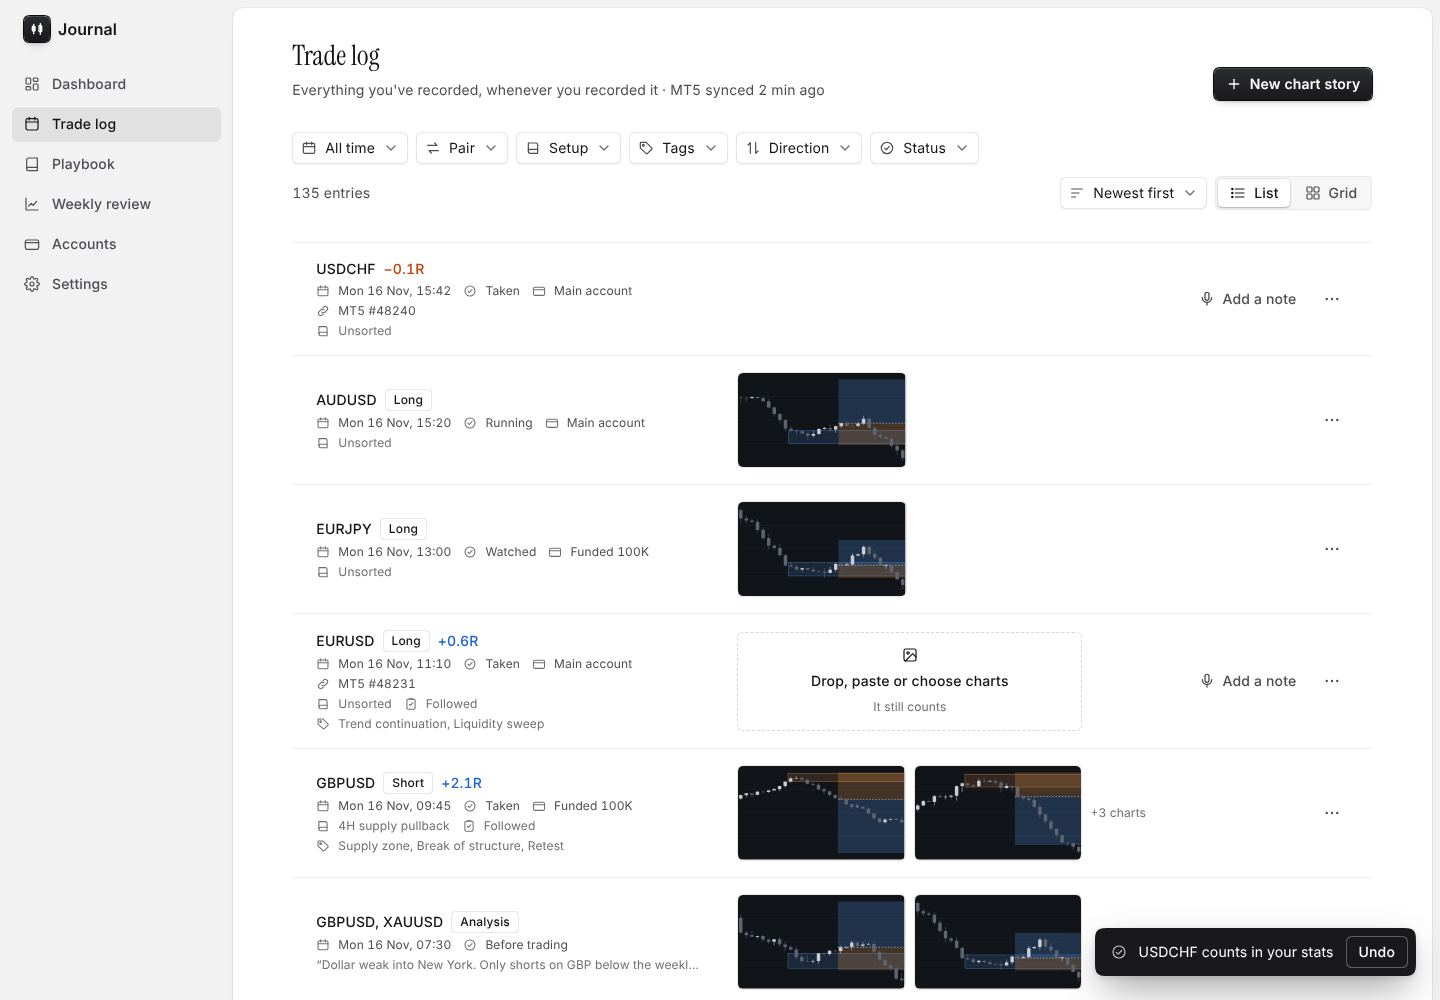 Journal
Dashboard
Trade log
Playbook
Weekly review
Accounts
Settings
Trade log
Everything you've recorded, whenever you recorded it · MT5 synced 2 min ago
New chart story
All time
Pair
Setup
Tags
Direction
Status
135 entries
Newest first
List
Grid
USDCHF −0.1R
Mon 16 Nov, 15:42 Taken Main account
MT5 #48240
Unsorted
Add a note
AUDUSD Long
Mon 16 Nov, 15:20 Running Main account
Unsorted
EURJPY Long
Mon 16 Nov, 13:00 Watched Funded 100K
Unsorted
EURUSD Long +0.6R
Mon 16 Nov, 11:10 Taken Main account
MT5 #48231
Unsorted Followed
Trend continuation, Liquidity sweep
Drop, paste or choose charts
It still counts
Add a note
GBPUSD Short +2.1R
Mon 16 Nov, 09:45 Taken Funded 100K
4H supply pullback Followed
Supply zone, Break of structure, Retest
+3 charts
GBPUSD, XAUUSD Analysis
Mon 16 Nov, 07:30 Before trading
“Dollar weak into New York. Only shorts on GBP below the weekl…
USDCHF counts in your stats
Undo